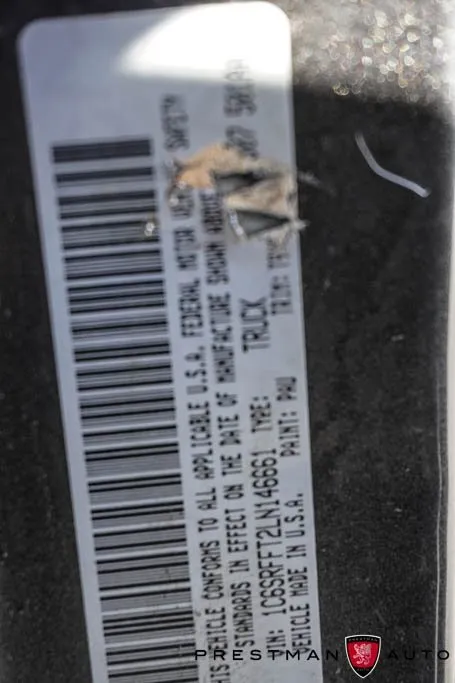 THIS VEHICLE CONFORMS TO ALL APPLICABLE U.S.A. FEDERAL MOTOR VEH SAFETY
STANDARDS IN EFFECT ON THE DATE OF MANUFACTURE SHOWN ABOVE
VIN: 1C6SRFFT2LN146661 TYPE: TRUCK
PAINT: PAU TRIM:
VEHICLE MADE IN U.S.A.
PRESTMAN AUTO